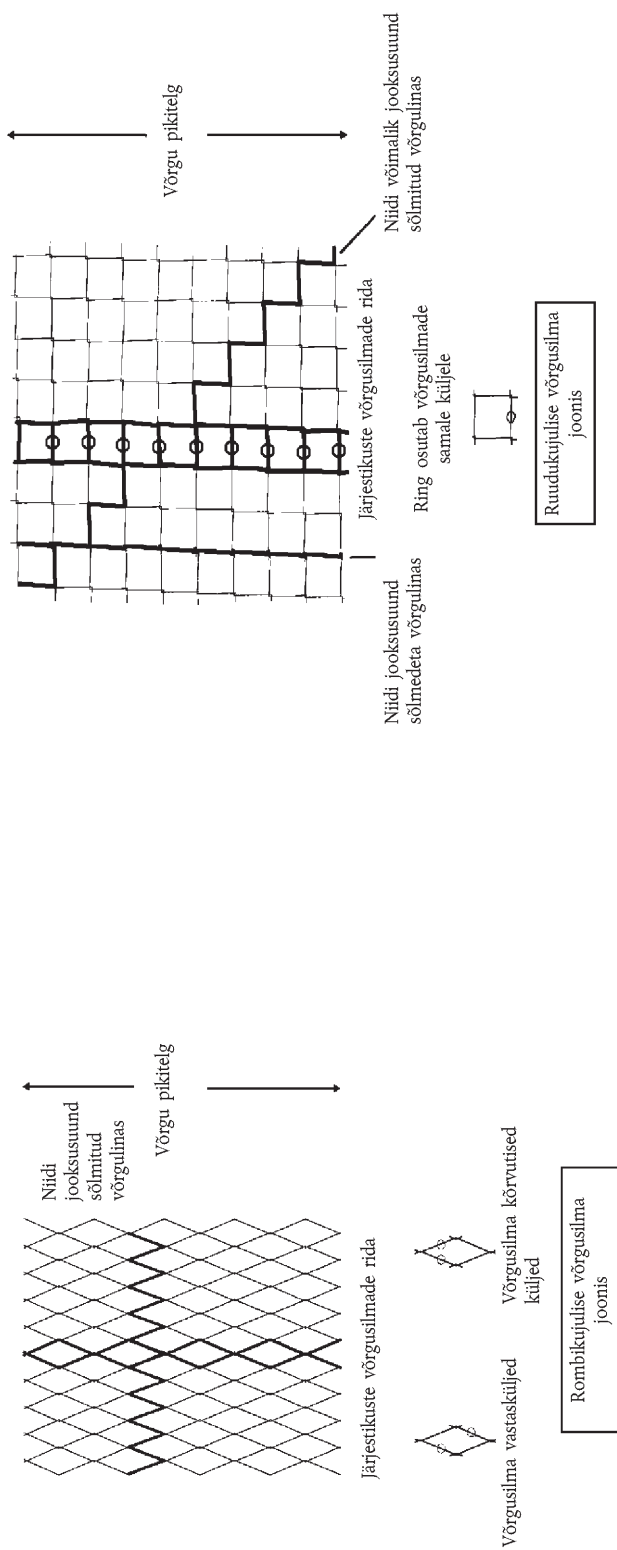 Niidi
jooksusuund
sõlmitud
võrgulinas
Võrgu pikitelg
Järjestikuste võrgusilmade rida
Võrgusilma vastasküljed
Võrgusilma kõrvutised
küljed
Rombikujulise võrgusilma
joonis
Võrgu pikitelg
Niidi jooksusuund
sõlmedeta võrgulinas
Järjestikuste võrgusilmade rida
Niidi võimalik jooksusuund
sõlmitud võrgulinas
Ring osutab võrgusilmade
samale küljele
Ruudukujulise võrgusilma
joonis